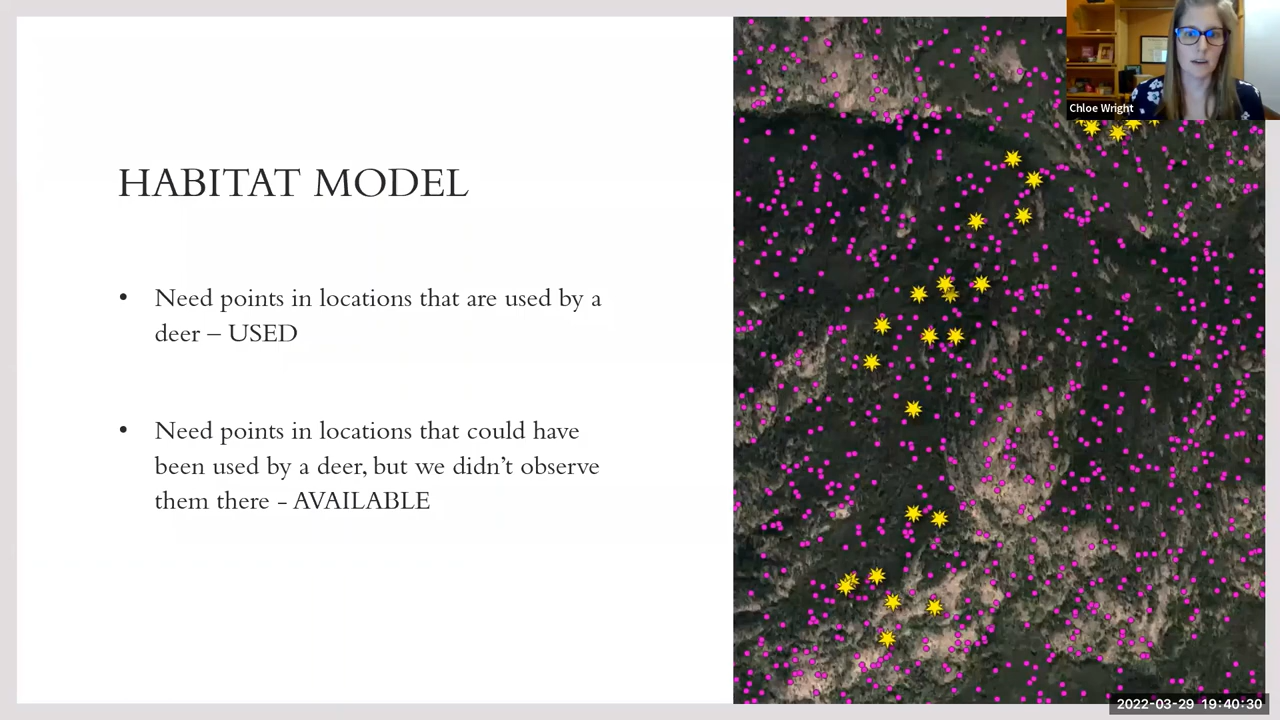 Chloe Wright
HABITAT MODEL
• Need points in locations that are used by a
deer – USED
• Need points in locations that could have
been used by a deer, but we didn’t observe
them there - AVAILABLE
2022-03-29 19:40:30